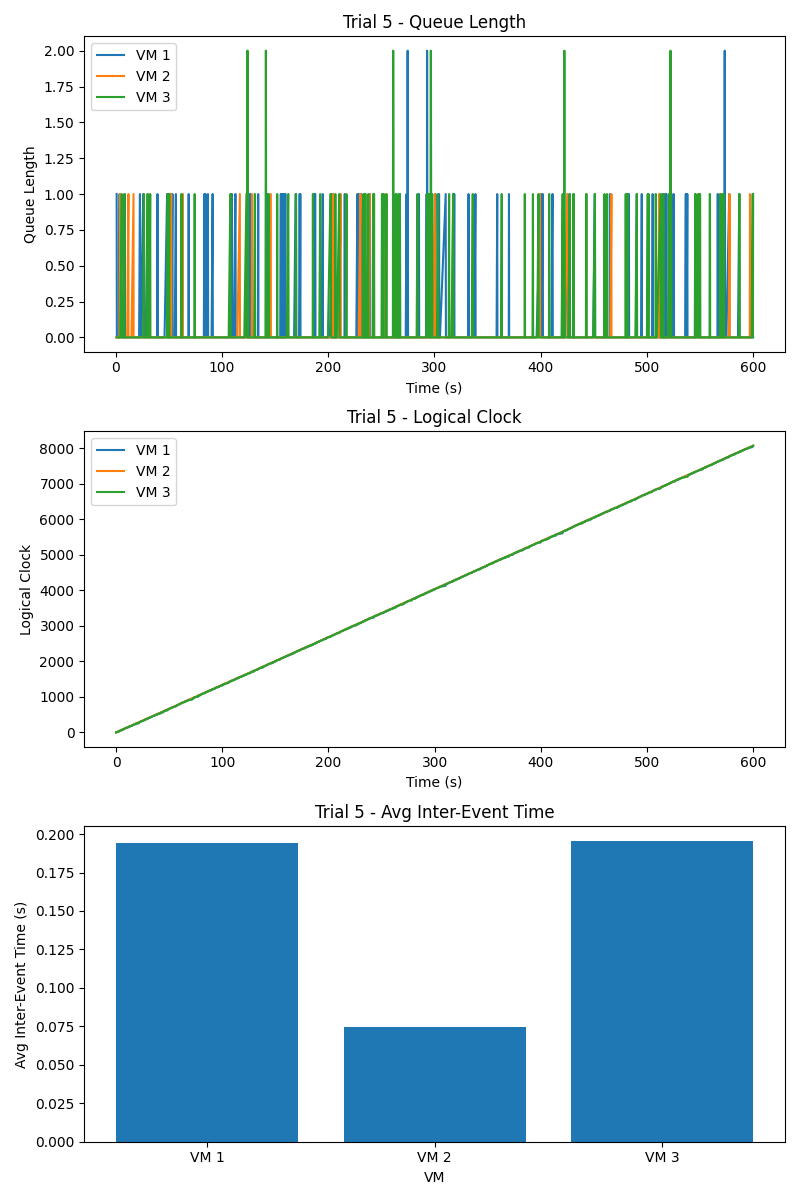 Trial 5 - Queue Length
VM 1
VM 2
VM 3
Queue Length
2.00
1.75
1.50
1.25
1.00
0.75
0.50
0.25
0.00
0 100 200 300 400 500 600
Time (s)
Trial 5 - Logical Clock
VM 1
VM 2
VM 3
Logical Clock
8000
7000
6000
5000
4000
3000
2000
1000
0
0 100 200 300 400 500 600
Time (s)
Trial 5 - Avg Inter-Event Time
Avg Inter-Event Time (s)
0.200
0.175
0.150
0.125
0.100
0.075
0.050
0.025
0.000
VM 1 VM 2 VM 3
VM